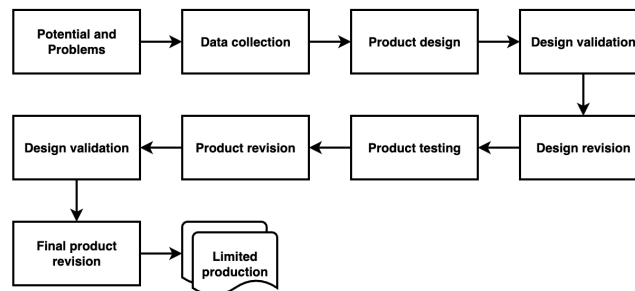 Potential and
Problems
Data collection
Product design
Design validation
Design revision
Product testing
Product revision
Design validation
Final product
revision
Limited
production